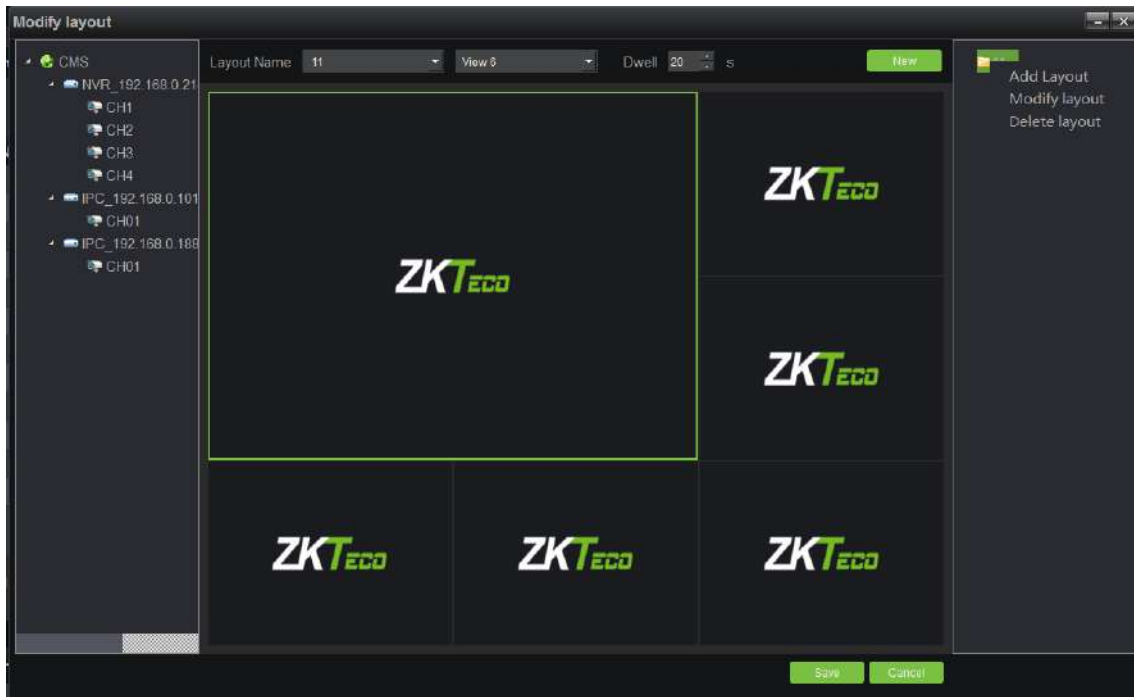 Modify layout
CMS
NVR_192.168.0.21
CH1
CH2
CH3
CH4
IPC_192.168.0.101
CH01
IPC_192.168.0.188
CH01
Layout Name 11 View 6 Dwell 20 s New
ZKTECO
ZKTECO
ZKTECO
ZKTECO
ZKTECO
ZKTECO
Add Layout
Modify layout
Delete layout
Save Cancel